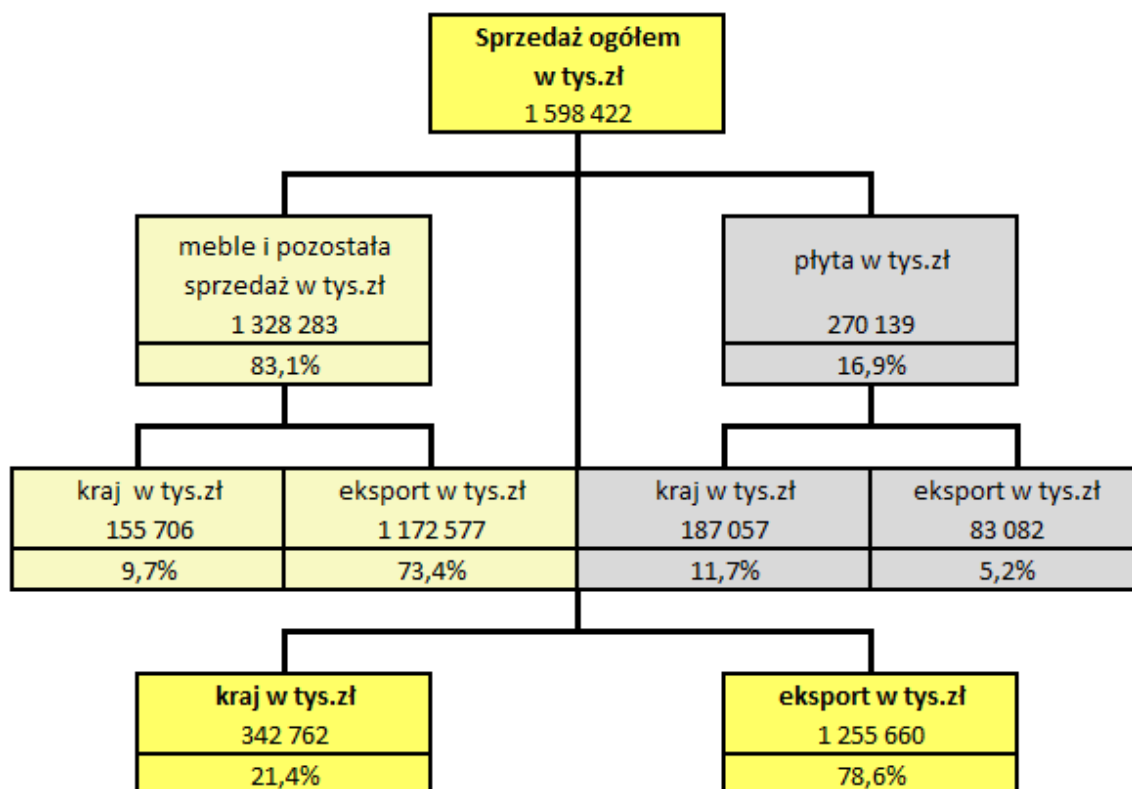 Sprzedaż ogółem
w tys.zł
1 598 422
meble i pozostała
sprzedaż w tys.zł
1 328 283
83,1%
płyta w tys.zł
270 139
16,9%
kraj w tys.zł
155 706
9,7%
eksport w tys.zł
1 172 577
73,4%
kraj w tys.zł
187 057
11,7%
eksport w tys.zł
83 082
5,2%
kraj w tys.zł
342 762
21,4%
eksport w tys.zł
1 255 660
78,6%